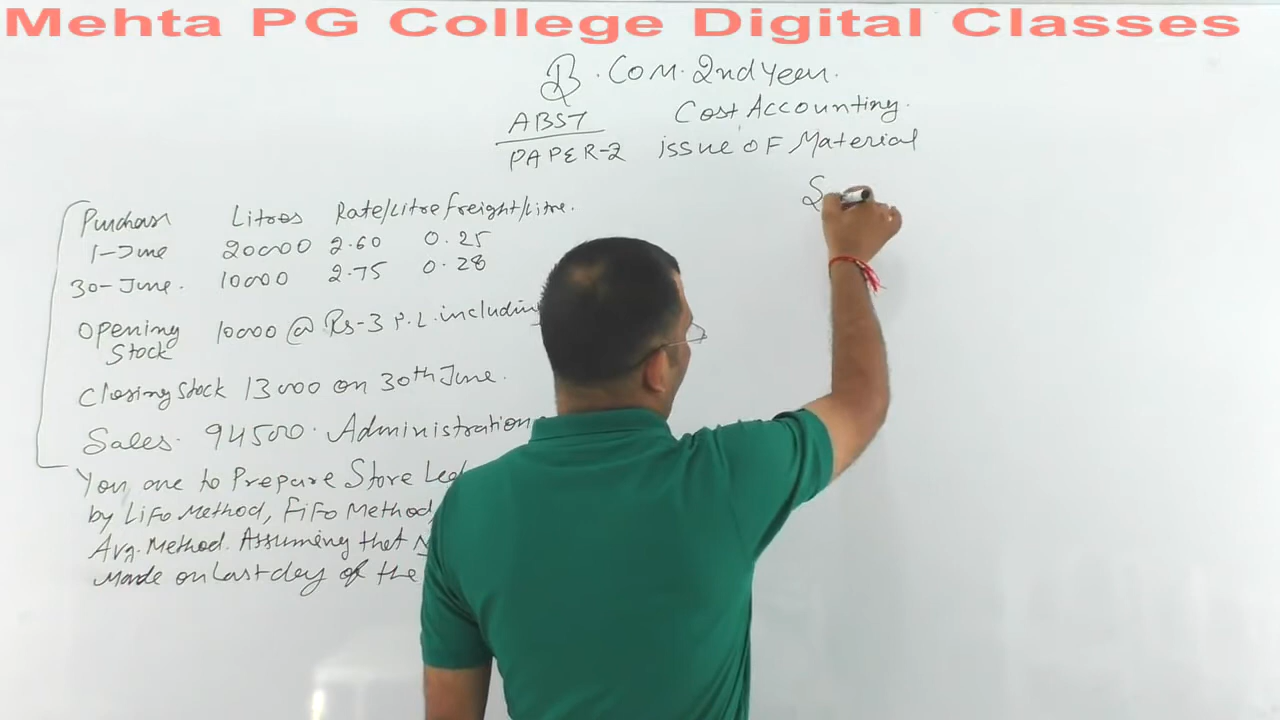 Mehta PG College Digital Classes
B. Com. 2nd Year.
ABST Cost Accounting.
PAPER-2 issue of Material
Purchase Litres Rate/Litre freight/Litre.
1-June 20000 2.60 0.25
30-June. 10000 2.75 0.28
Opening Stock 10000 @ Rs-3 P.L. including
Closing Stock 13000 on 30th June.
Sales. 94500. Administration
You are to Prepare Store Led
by LiFo Method, FiFo Method,
Avg. Method. Assuming that
Made on Last day of the
S